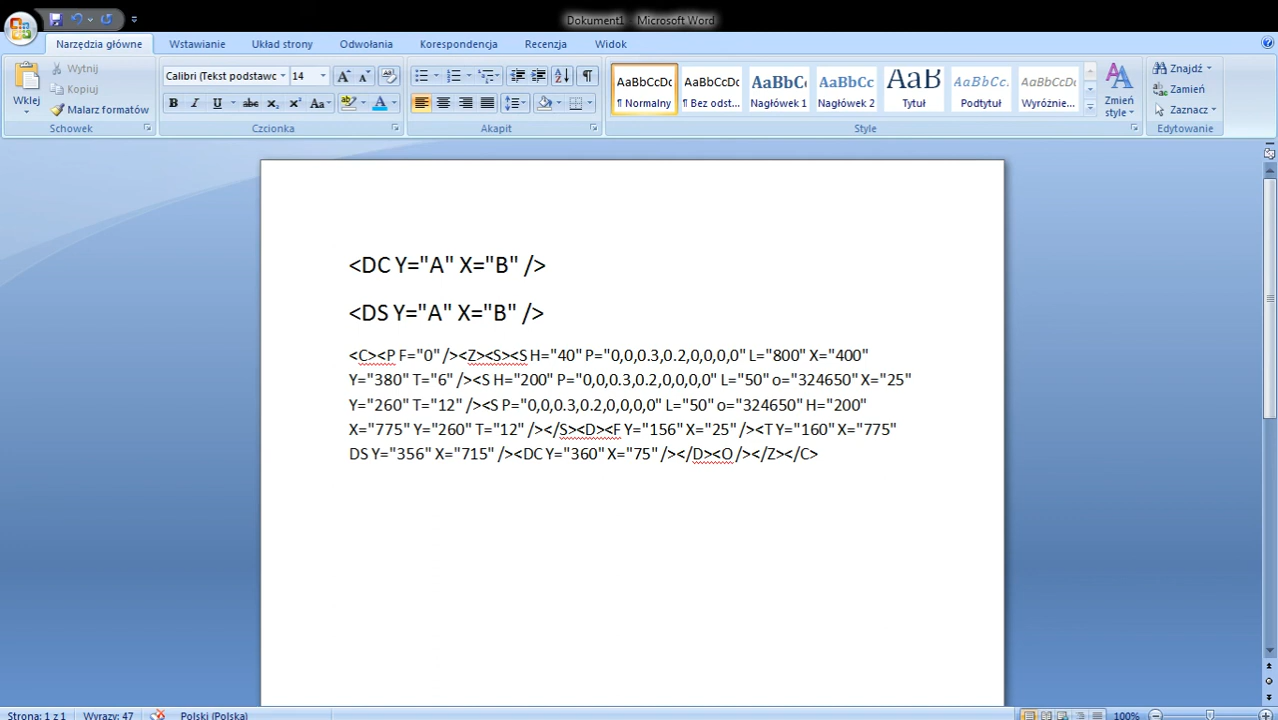 Dokument1 - Microsoft Word
Narzędzia główne Wstawianie Układ strony Odwołania Korespondencja Recenzja Widok
Wklej
Wytnij
Kopiuj
Malarz formatów
Schowek
Calibri (Tekst podstawowc 14
Czcionka
Akapit
AaBbCcDc AaBbCcDc AaBbC AaBbCc AaB AaBbCc. AaBbCcDc
¶ Normalny ¶ Bez odst... Nagłówek 1 Nagłówek 2 Tytuł Podtytuł Wyróżnie...
Zmień style
Style
Znajdź
Zamień
Zaznacz
Edytowanie
<DC Y="A" X="B" />
<DS Y="A" X="B" />
<C><P F="0" /><Z><S><S H="40" P="0,0,0.3,0.2,0,0,0,0" L="800" X="400"
Y="380" T="6" /><S H="200" P="0,0,0.3,0.2,0,0,0,0" L="50" o="324650" X="25"
Y="260" T="12" /><S P="0,0,0.3,0.2,0,0,0,0" L="50" o="324650" H="200"
X="775" Y="260" T="12" /></S><D><F Y="156" X="25" /><T Y="160" X="775"
DS Y="356" X="715" /><DC Y="360" X="75" /></D><O /></Z></C>
Strona: 1 z 1 Wyrazy: 47 Polski (Polska) 100%